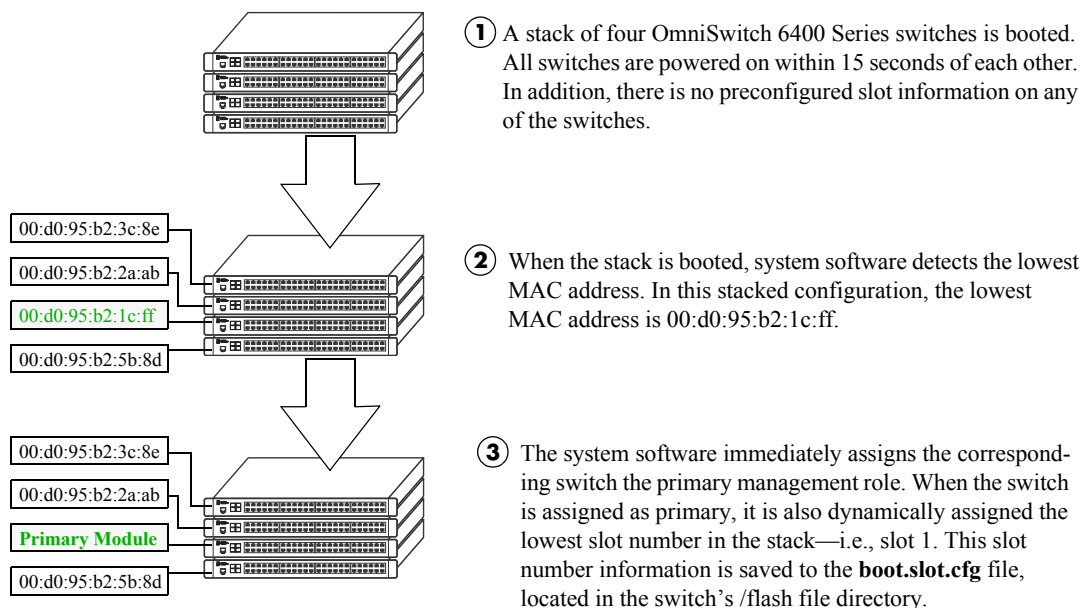 1 A stack of four OmniSwitch 6400 Series switches is booted.
All switches are powered on within 15 seconds of each other.
In addition, there is no preconfigured slot information on any
of the switches.
00:d0:95:b2:3c:8e
00:d0:95:b2:2a:ab
00:d0:95:b2:1c:ff
00:d0:95:b2:5b:8d
2 When the stack is booted, system software detects the lowest
MAC address. In this stacked configuration, the lowest
MAC address is 00:d0:95:b2:1c:ff.
00:d0:95:b2:3c:8e
00:d0:95:b2:2a:ab
Primary Module
00:d0:95:b2:5b:8d
3 The system software immediately assigns the correspond-
ing switch the primary management role. When the switch
is assigned as primary, it is also dynamically assigned the
lowest slot number in the stack—i.e., slot 1. This slot
number information is saved to the boot.slot.cfg file,
located in the switch’s /flash file directory.